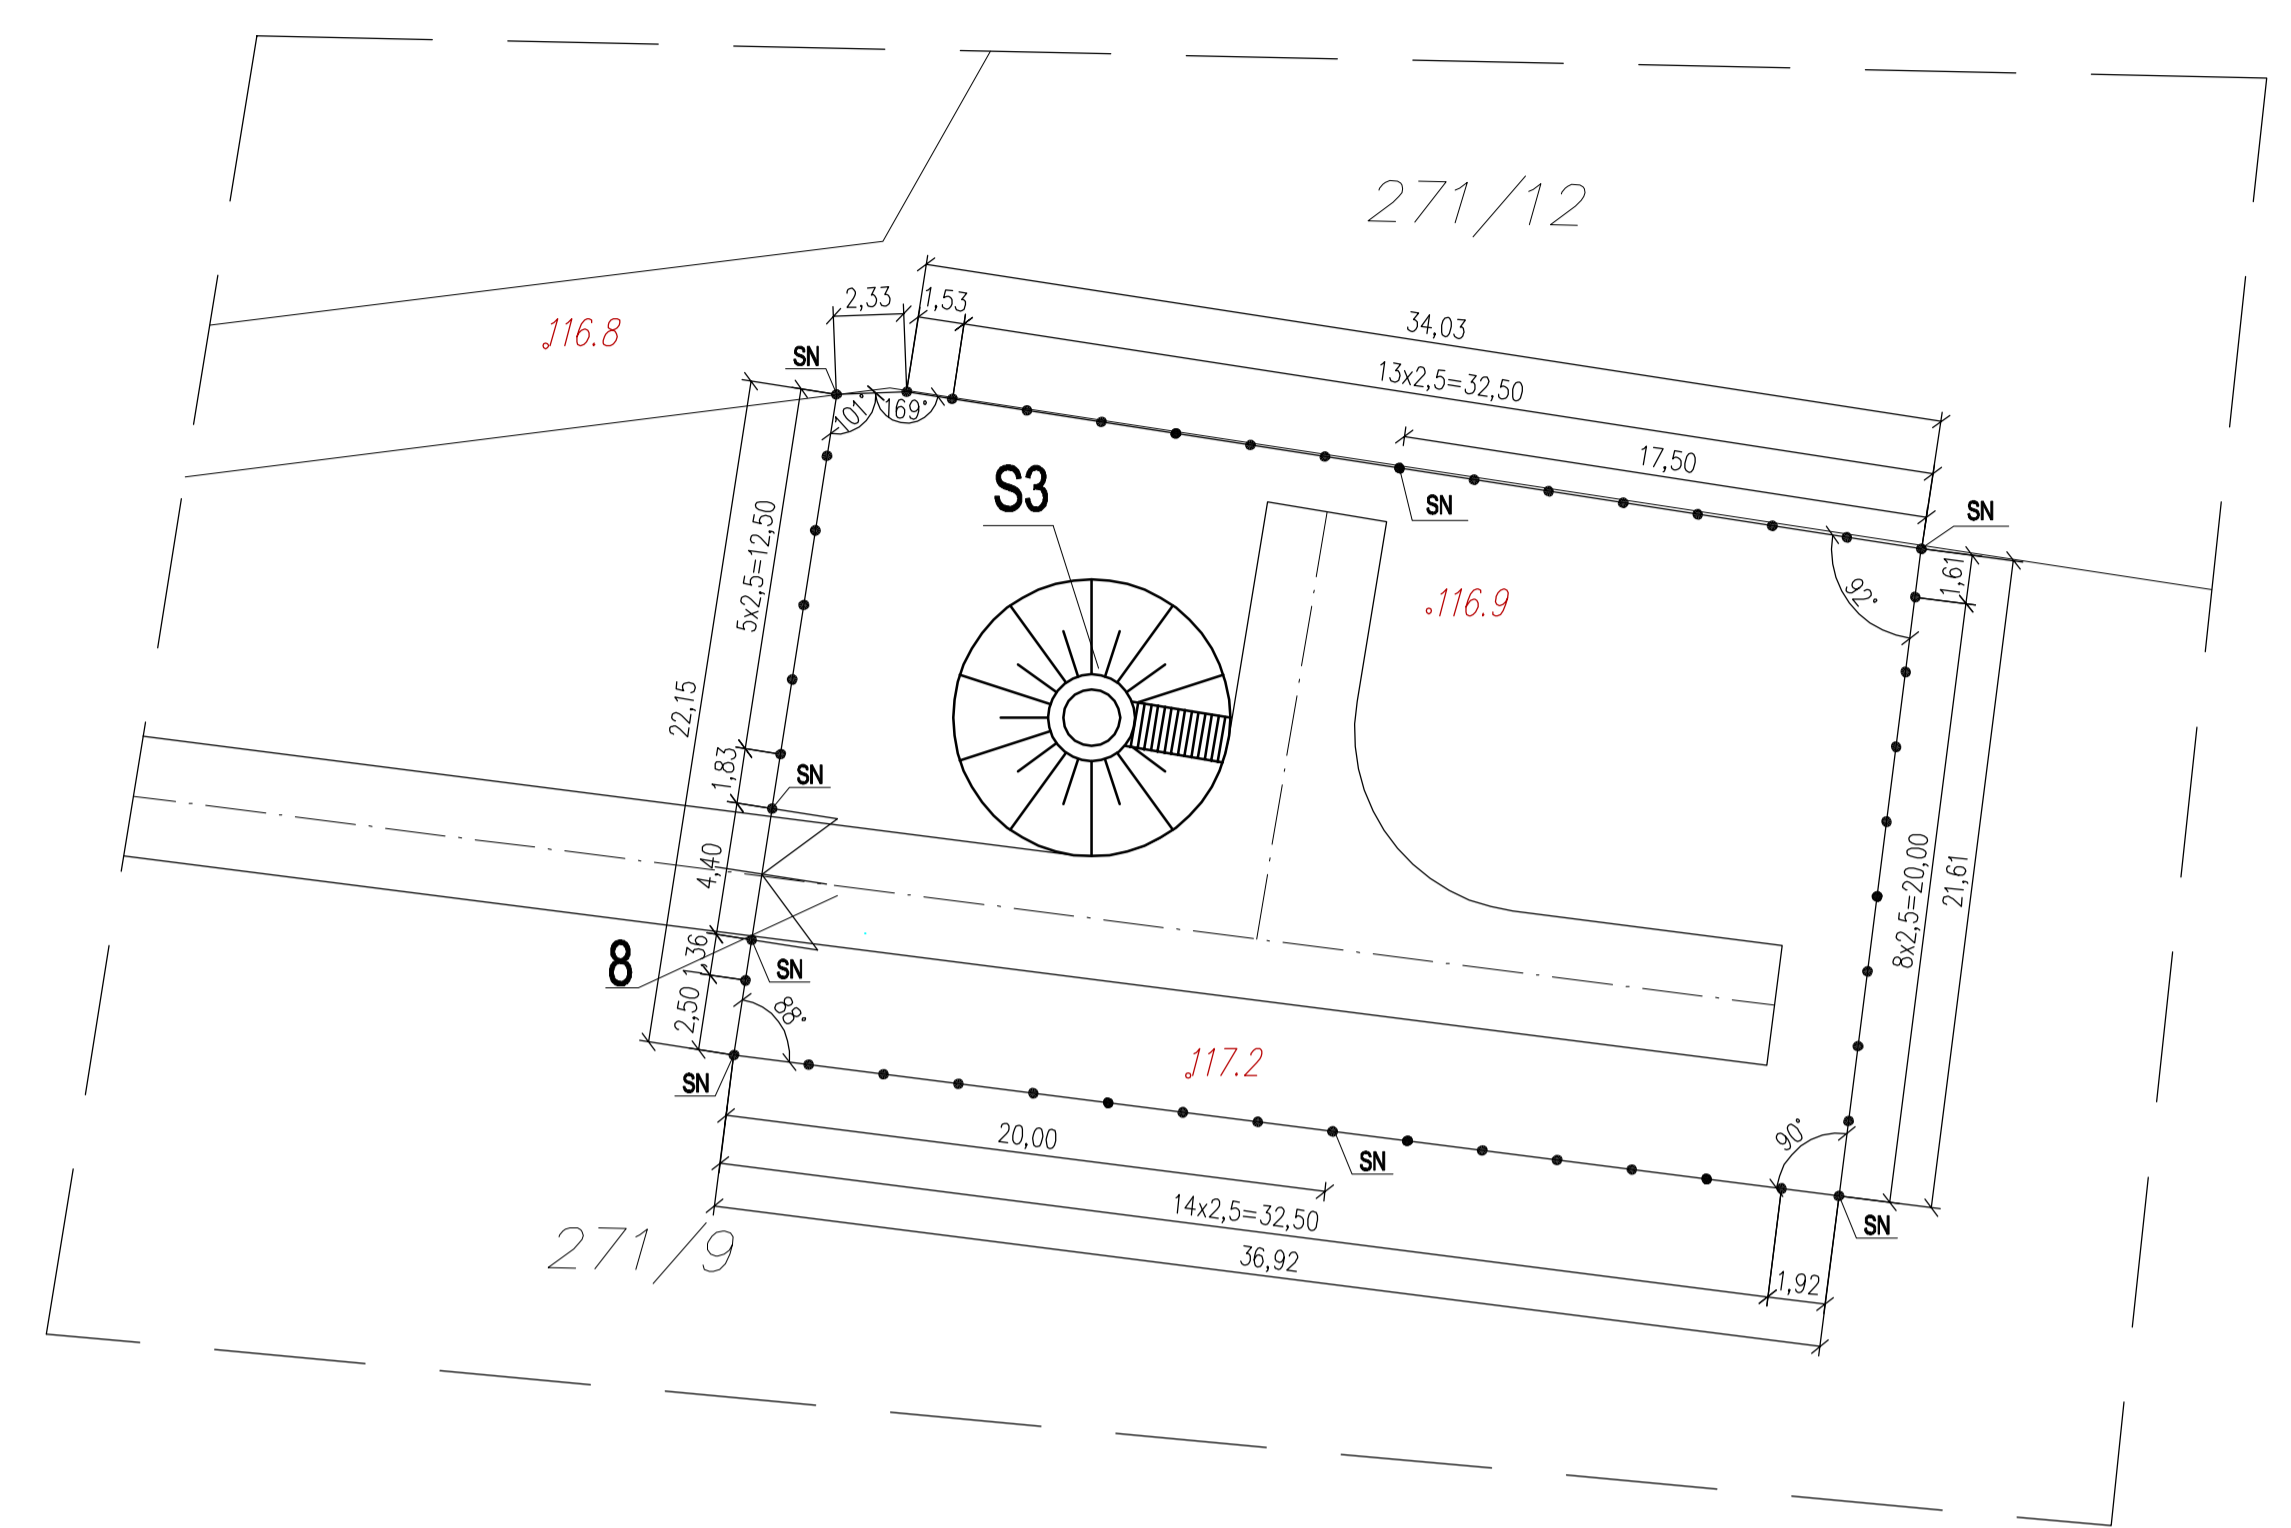 271/12
2,33
1,53
34,03
116.8
SN
13x2,5=32,50
101°
169°
17,50
S3
SN
SN
5x2,5=12,50
1,61
92°
116.9
22,15
1,83
SN
4,40
8x2,5=20,00
21,61
1,36
8
SN
2,50
88°
117.2
SN
20,00
90°
SN
14x2,5=32,50
SN
271/9
36,92
1,92